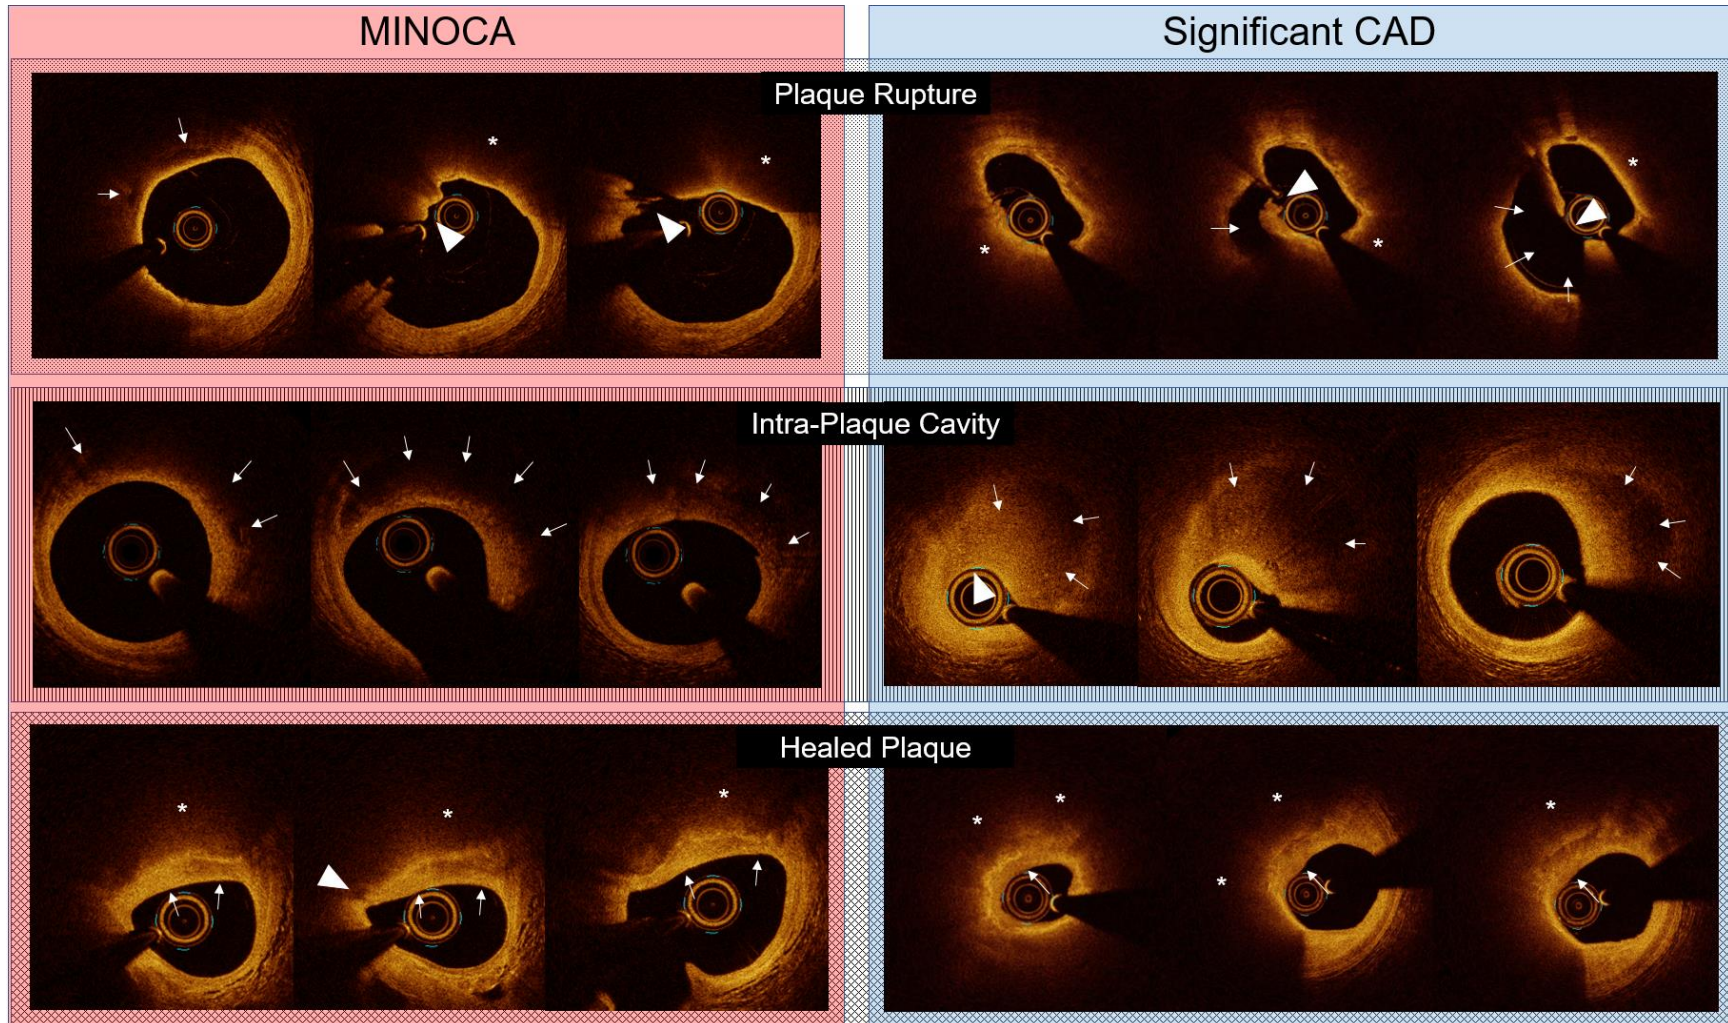 MINOCA
Significant CAD
Plaque Rupture
Intra-Plaque Cavity
Healed Plaque